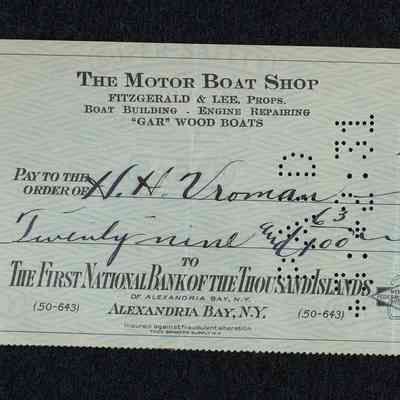 THE MOTOR BOAT SHOP
FITZGERALD & LEE, PROPS.
BOAT BUILDING - ENGINE REPAIRING
"GAR" WOOD BOATS
PAY TO THE
ORDER OF H. H. Vroman
Twenty nine and 63/100
TO
THE FIRST NATIONAL BANK OF THE THOUSAND ISLANDS
OF ALEXANDRIA BAY, N.Y.
(50-643) ALEXANDRIA BAY, N.Y. (50-643)
Insured against fraudulent alteration